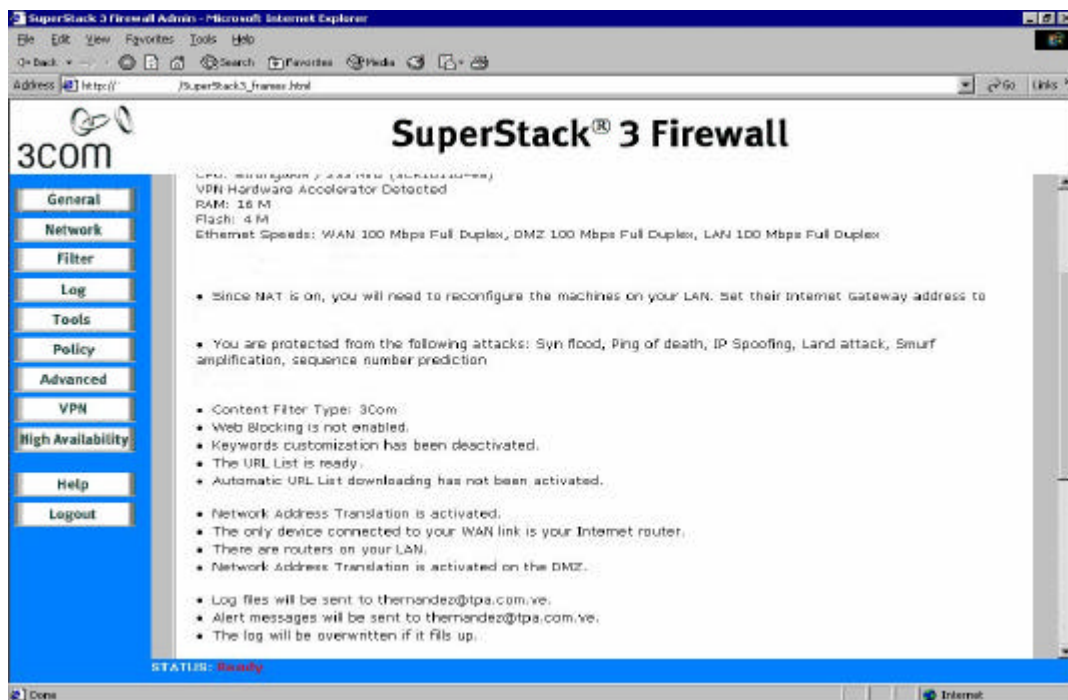 SuperStack 3 Firewall Admin - Microsoft Internet Explorer
File Edit View Favorites Tools Help
Back Search Favorites Media
Address http:// /SuperStack3_frames.html Go Links
3COM
SuperStack® 3 Firewall
General
Network
Filter
Log
Tools
Policy
Advanced
VPN
High Availability
Help
Logout
VPN Hardware Accelerator Detected
RAM: 16 M
Flash: 4 M
Ethernet Speeds: WAN 100 Mbps Full Duplex, DMZ 100 Mbps Full Duplex, LAN 100 Mbps Full Duplex
• Since NAT is on, you will need to reconfigure the machines on your LAN. Set their Internet Gateway address to
• You are protected from the following attacks: Syn flood, Ping of death, IP Spoofing, Land attack, Smurf
amplification, sequence number prediction
• Content Filter Type: 3Com
• Web Blocking is not enabled.
• Keywords customization has been deactivated.
• The URL List is ready.
• Automatic URL List downloading has not been activated.
• Network Address Translation is activated.
• The only device connected to your WAN link is your Internet router.
• There are routers on your LAN.
• Network Address Translation is activated on the DMZ.
• Log files will be sent to thernandez@tpa.com.ve.
• Alert messages will be sent to thernandez@tpa.com.ve.
• The log will be overwritten if it fills up.
STATUS: Ready
Done
Internet